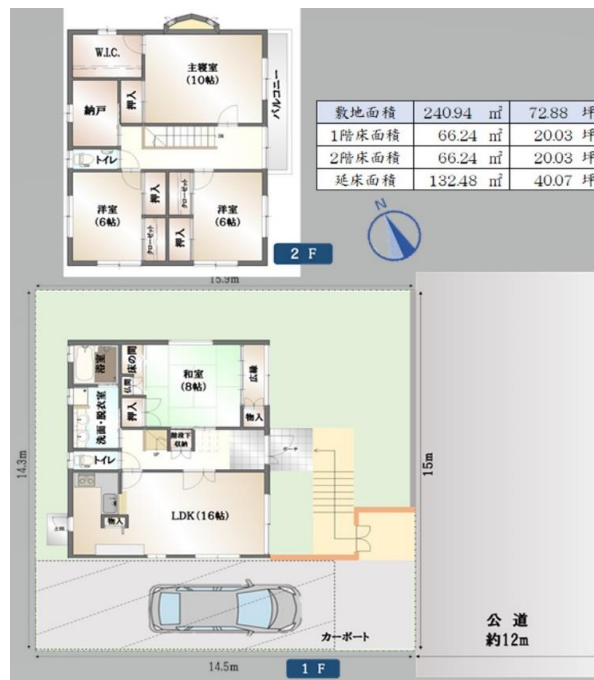 W.I.C.
主寝室
(10帖)
バルコニー
納戸
押入
DN
トイレ
洋室
(6帖)
押入
クローゼット
クローゼット
押入
洋室
(6帖)
2 F
敷地面積 240.94 ㎡ 72.88 坪
1階床面積 66.24 ㎡ 20.03 坪
2階床面積 66.24 ㎡ 20.03 坪
延床面積 132.48 ㎡ 40.07 坪
N
15.9m
浴室
床の間
和室
(8帖)
広縁
仏間
洗面・脱衣室
押入
物入
階段下
収納
UP
ポーチ
トイレ
LDK(16帖)
物入
14.3m
15m
カーポート
公 道
約12m
14.5m
1 F